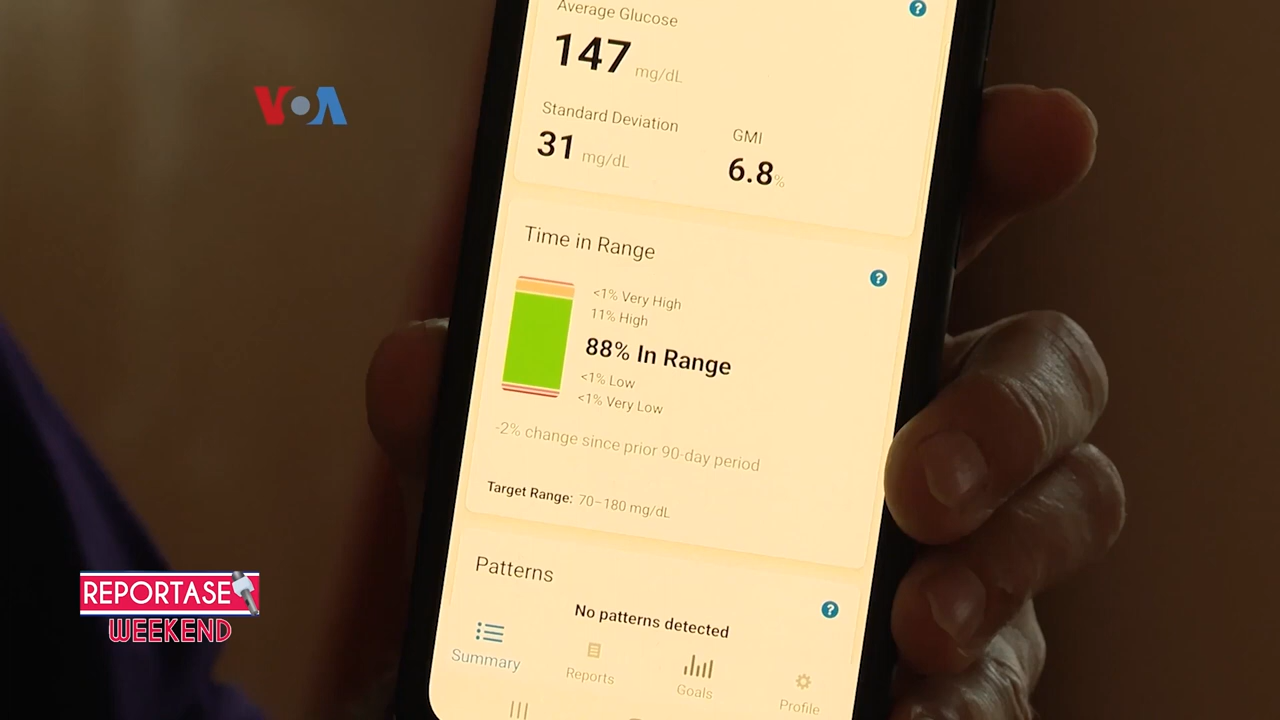 Average Glucose
147 mg/dL
Standard Deviation
GMI
31 mg/dL
6.8%
Time in Range
<1% Very High
11% High
88% In Range
<1% Low
<1% Very Low
-2% change since prior 90-day period
Target Range: 70–180 mg/dL
Patterns
No patterns detected
Summary
Reports
Goals
Profile
VOA
REPORTASE
WEEKEND